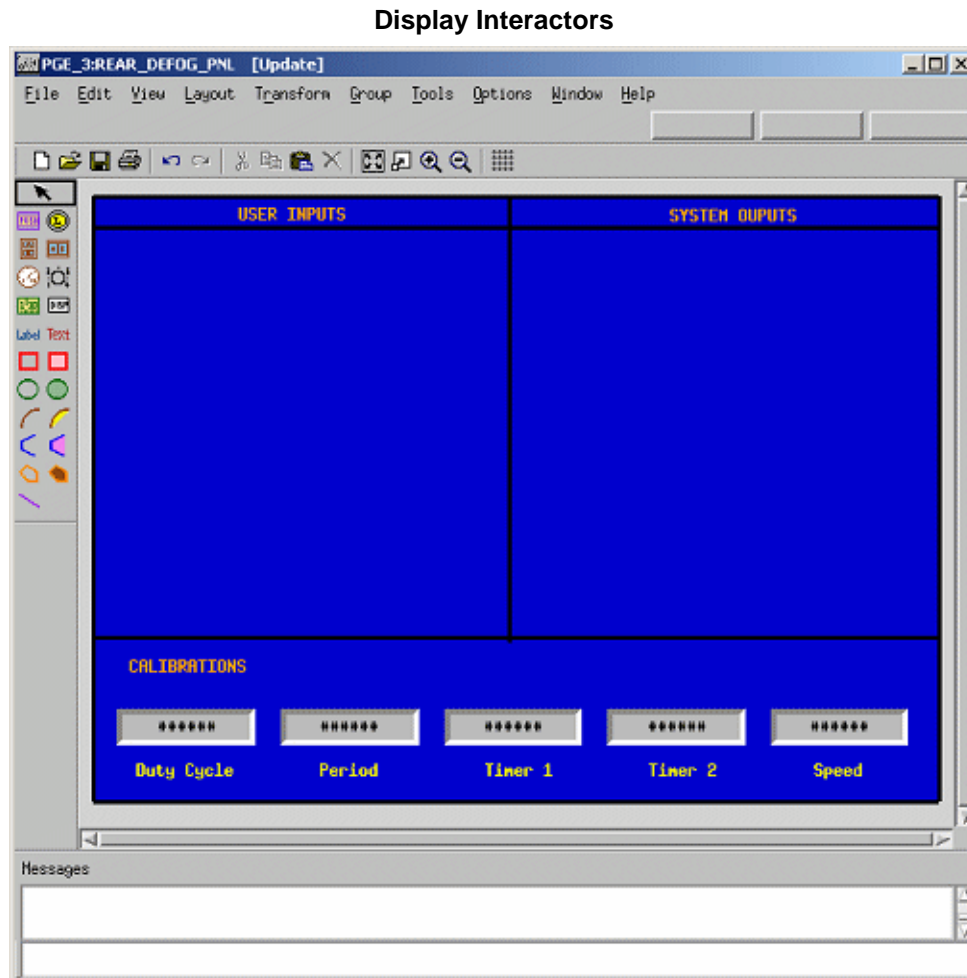 Display Interactors
PGE_3:REAR_DEFOG_PNL [Update]
File Edit View Layout Transform Group Tools Options Window Help
USER INPUTS SYSTEM OUPUTS
Label Text
CALIBRATIONS
###### ###### ###### ###### ######
Duty Cycle Period Timer 1 Timer 2 Speed
Messages